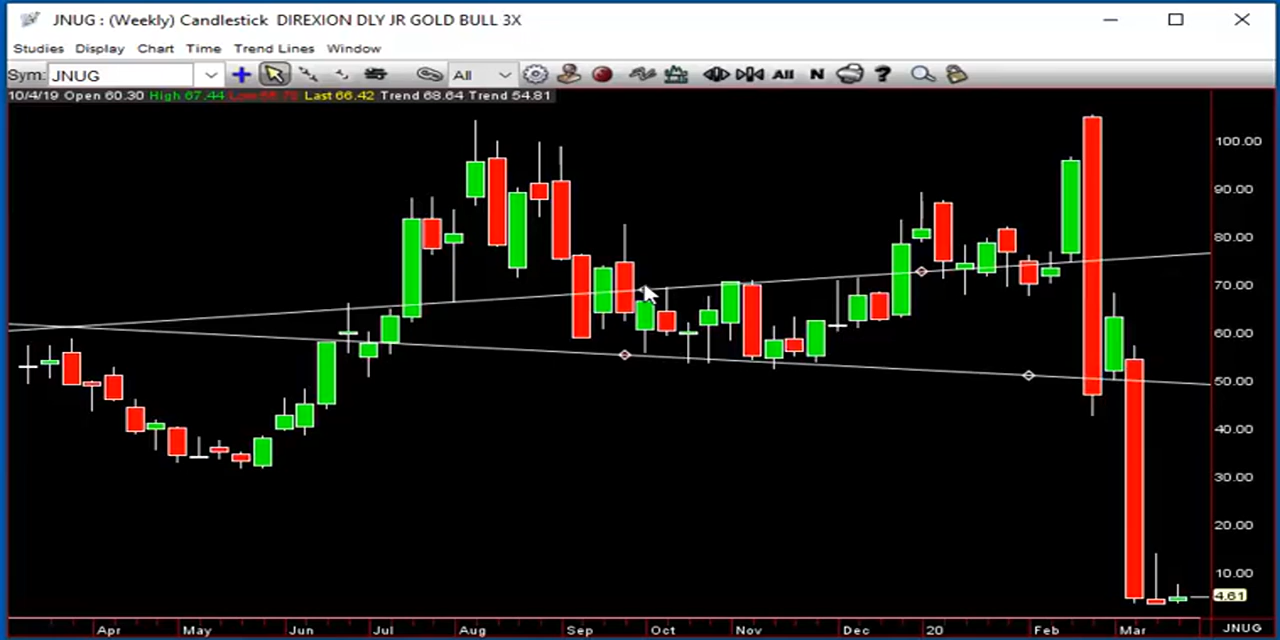 JNUG : (Weekly) Candlestick DIREXION DLY JR GOLD BULL 3X
Studies Display Chart Time Trend Lines Window
Sym: JNUG All All N ?
10/4/19 Open 60.30 High 67.44 Last 66.42 Trend 68.64 Trend 54.81
100.00
90.00
80.00
70.00
60.00
50.00
40.00
30.00
20.00
10.00
4.61
Apr May Jun Jul Aug Sep Oct Nov Dec 20 Feb Mar JNUG